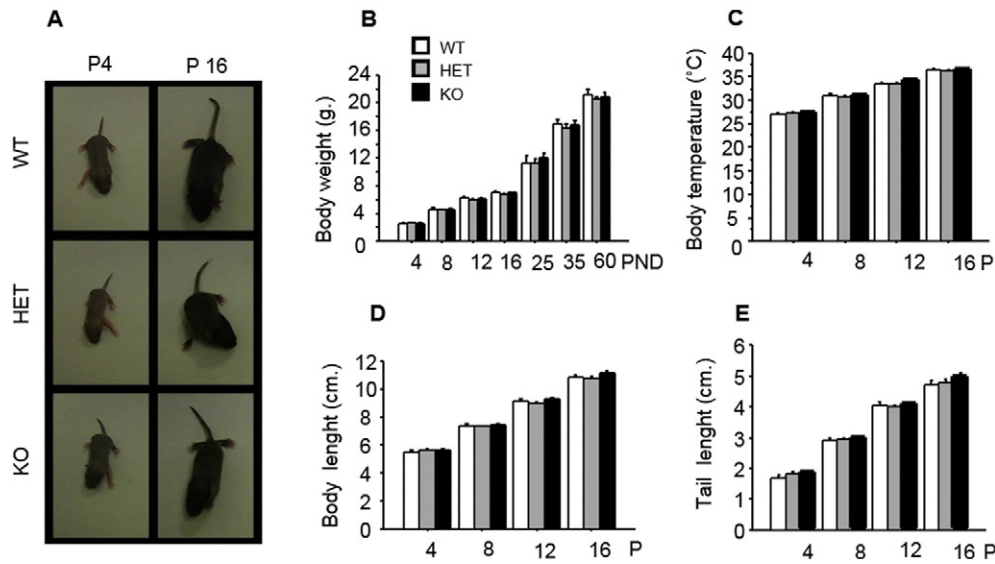 A
P4 P 16
WT
HET
KO
B
WT
HET
KO
Body weight (g.)
24
20
16
12
8
4
0
4 8 12 16 25 35 60 PND
C
Body temperature (°C)
40
35
30
25
20
15
10
5
0
4 8 12 16 P
D
Body lenght (cm.)
12
10
8
6
4
2
0
4 8 12 16 P
E
Tail lenght (cm.)
6
5
4
3
2
1
0
4 8 12 16 P